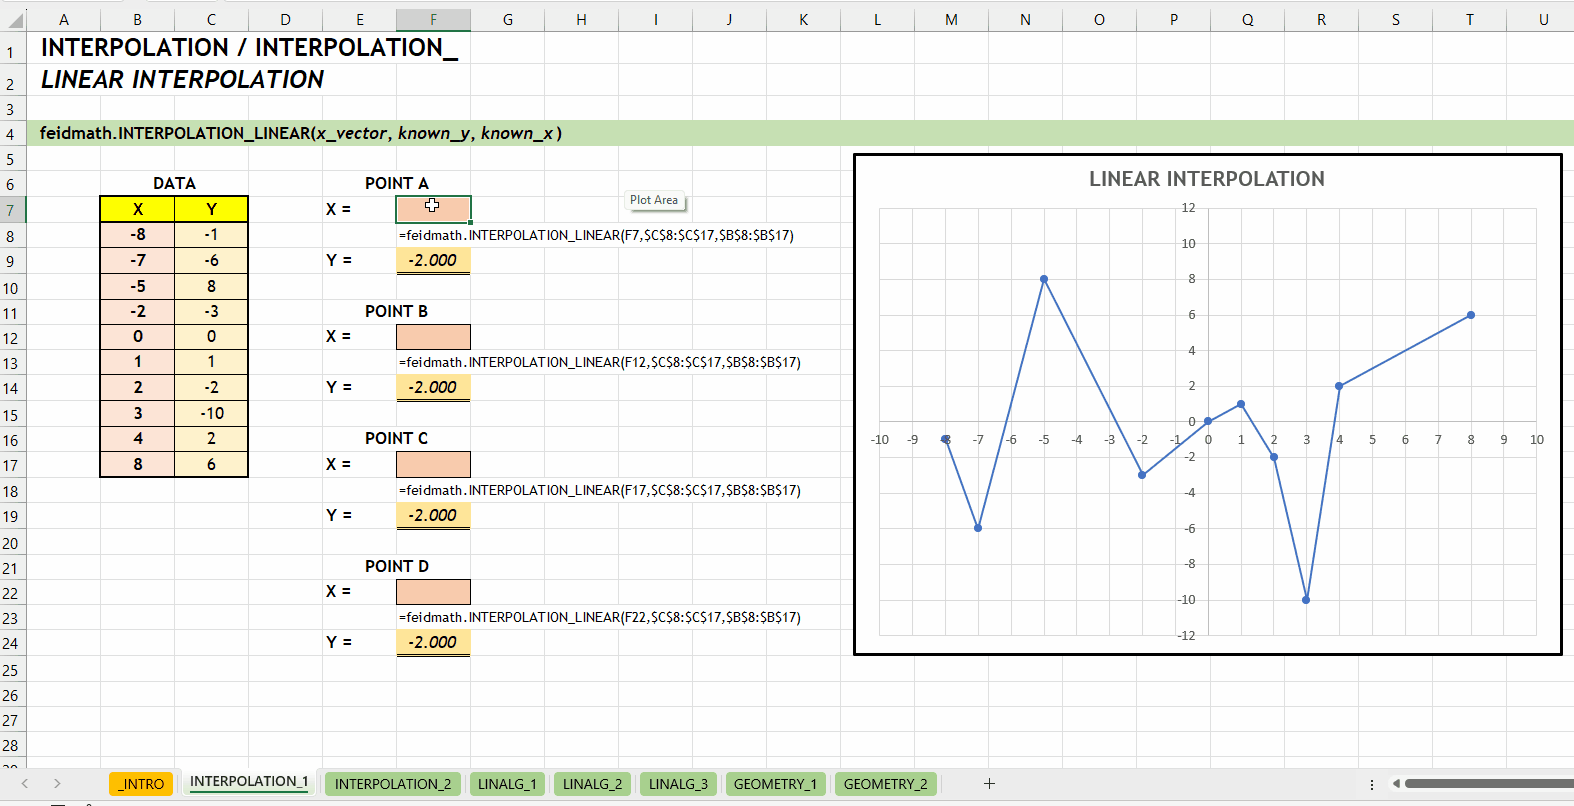 A B C D E F G H I J K L M N O P Q R S T U
1 INTERPOLATION / INTERPOLATION_
2 LINEAR INTERPOLATION
3
4 feidmath.INTERPOLATION_LINEAR(x_vector, known_y, known_x)
5
6 DATA POINT A
7 X Y X =
8 -8 -1 =feidmath.INTERPOLATION_LINEAR(F7,$C$8:$C$17,$B$8:$B$17)
9 -7 -6 Y = -2.000
10 -5 8
11 -2 -3 POINT B
12 0 0 X =
13 1 1 =feidmath.INTERPOLATION_LINEAR(F12,$C$8:$C$17,$B$8:$B$17)
14 2 -2 Y = -2.000
15 3 -10
16 4 2 POINT C
17 8 6 X =
18 =feidmath.INTERPOLATION_LINEAR(F17,$C$8:$C$17,$B$8:$B$17)
19 Y = -2.000
20
21 POINT D
22 X =
23 =feidmath.INTERPOLATION_LINEAR(F22,$C$8:$C$17,$B$8:$B$17)
24 Y = -2.000
25
26
27
28
Plot Area
LINEAR INTERPOLATION
12
10
8
6
4
2
0
-10 -9 -8 -7 -6 -5 -4 -3 -2 -1 0 1 2 3 4 5 6 7 8 9 10
-2
-4
-6
-8
-10
-12
_INTRO INTERPOLATION_1 INTERPOLATION_2 LINALG_1 LINALG_2 LINALG_3 GEOMETRY_1 GEOMETRY_2